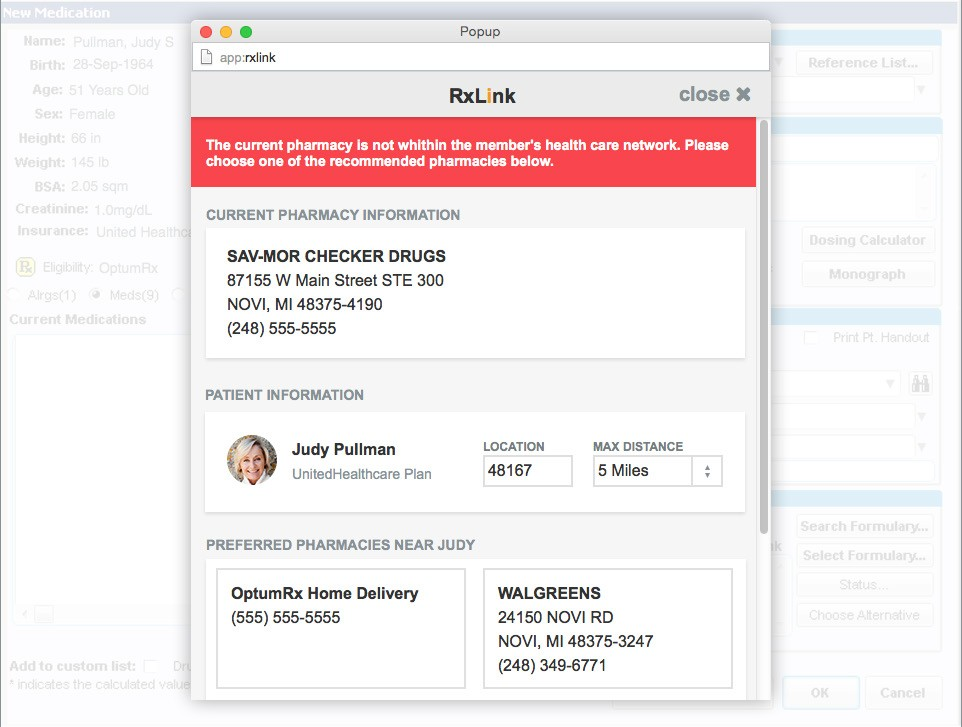 New Medication
Name: Pullman, Judy S
Birth: 28-Sep-1964
Age: 51 Years Old
Sex: Female
Height: 66 in
Weight: 145 lb
BSA: 2.05 sqm
Creatinine: 1.0mg/dL
Insurance: United Healthc
Rx Eligibility: OptumRx
Alrgs(1) Meds(9)
Current Medications
Add to custom list: Dru
* indicates the calculated value
Popup
app:rxlink
RxLink
close ✖
The current pharmacy is not whithin the member's health care network. Please
choose one of the recommended pharmacies below.
CURRENT PHARMACY INFORMATION
SAV-MOR CHECKER DRUGS
87155 W Main Street STE 300
NOVI, MI 48375-4190
(248) 555-5555
PATIENT INFORMATION
Judy Pullman
UnitedHealthcare Plan
LOCATION
48167
MAX DISTANCE
5 Miles
PREFERRED PHARMACIES NEAR JUDY
OptumRx Home Delivery
(555) 555-5555
WALGREENS
24150 NOVI RD
NOVI, MI 48375-3247
(248) 349-6771
Reference List...
Dosing Calculator
Monograph
Print Pt. Handout
Search Formulary...
Select Formulary...
Status...
Choose Alternative
OK
Cancel